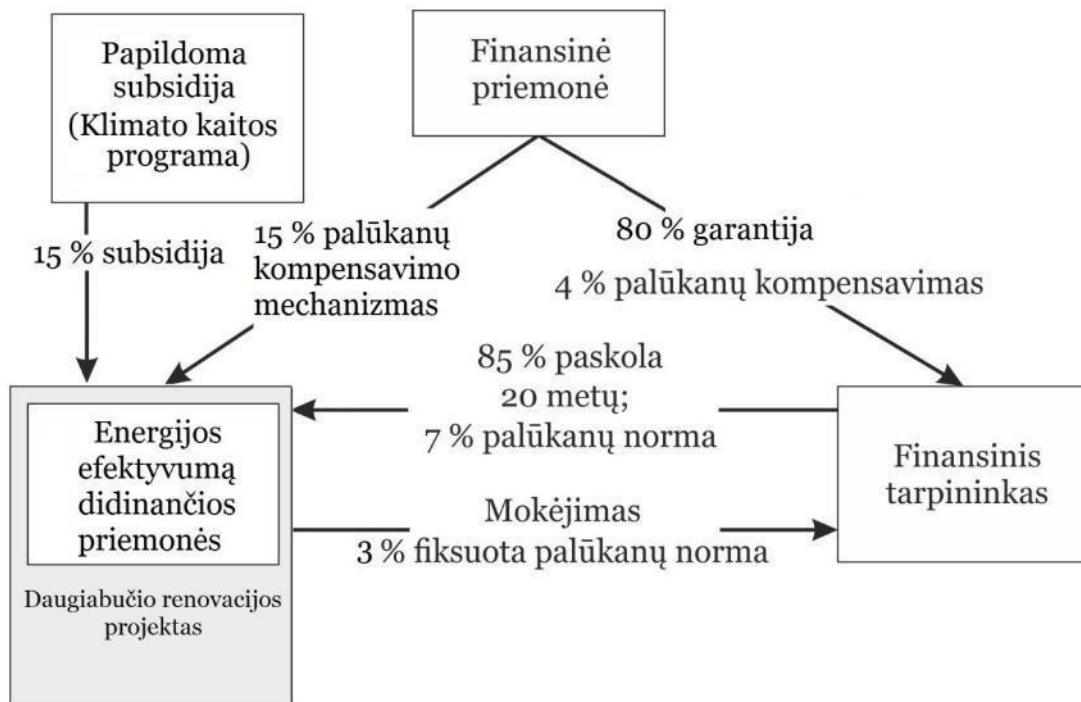 Papildoma
subsidija
(Klimato kaitos
programa)
Finansinė
priemonė
15 % subsidija
15 % palūkanų
kompensavimo
mechanizmas
80 % garantija
4 % palūkanų kompensavimas
85 % paskola
20 metų;
7 % palūkanų norma
Energijos
efektyvumą
didinančios
priemonės
Daugiabučio renovacijos
projektas
Mokėjimas
3 % fiksuota palūkanų norma
Finansinis
tarpininkas